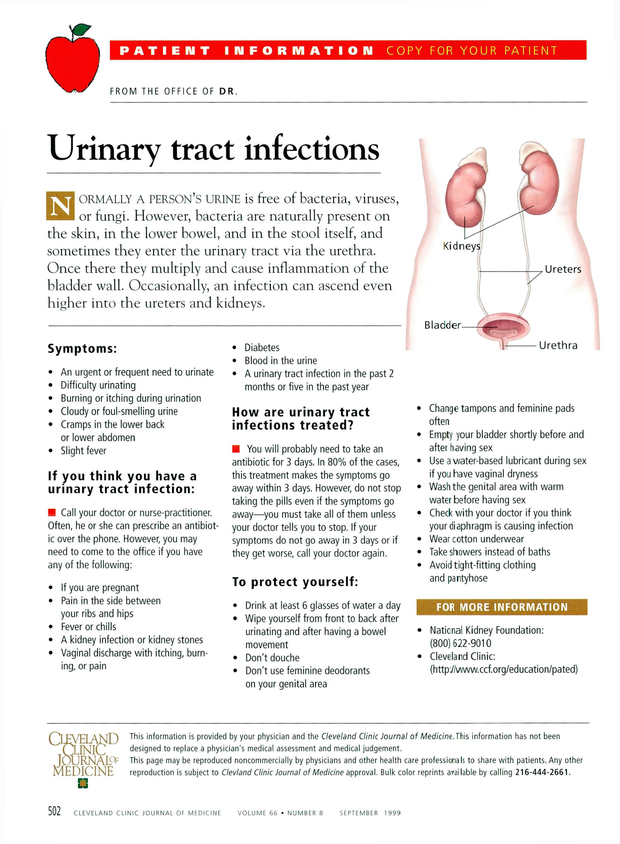 PATIENT INFORMATION COPY FOR YOUR PATIENT
FROM THE OFFICE OF DR.
Urinary tract infections
NORMALLY A PERSON'S URINE is free of bacteria, viruses,
or fungi. However, bacteria are naturally present on
the skin, in the lower bowel, and in the stool itself, and
sometimes they enter the urinary tract via the urethra.
Once there they multiply and cause inflammation of the
bladder wall. Occasionally, an infection can ascend even
higher into the ureters and kidneys.
Kidneys
Ureters
Bladder
Urethra
Symptoms:
• An urgent or frequent need to urinate
• Difficulty urinating
• Burning or itching during urination
• Cloudy or foul-smelling urine
• Cramps in the lower back
or lower abdomen
• Slight fever
If you think you have a
urinary tract infection:
■ Call your doctor or nurse-practitioner.
Often, he or she can prescribe an antibiot-
ic over the phone. However, you may
need to come to the office if you have
any of the following:
• If you are pregnant
• Pain in the side between
your ribs and hips
• Fever or chills
• A kidney infection or kidney stones
• Vaginal discharge with itching, burn-
ing, or pain
• Diabetes
• Blood in the urine
• A urinary tract infection in the past 2
months or five in the past year
How are urinary tract
infections treated?
■ You will probably need to take an
antibiotic for 3 days. In 80% of the cases,
this treatment makes the symptoms go
away within 3 days. However, do not stop
taking the pills even if the symptoms go
away—you must take all of them unless
your doctor tells you to stop. If your
symptoms do not go away in 3 days or if
they get worse, call your doctor again.
To protect yourself:
• Drink at least 6 glasses of water a day
• Wipe yourself from front to back after
urinating and after having a bowel
movement
• Don't douche
• Don't use feminine deodorants
on your genital area
• Change tampons and feminine pads
often
• Empty your bladder shortly before and
after having sex
• Use a water-based lubricant during sex
if you have vaginal dryness
• Wash the genital area with warm
water before having sex
• Check with your doctor if you think
your diaphragm is causing infection
• Wear cotton underwear
• Take showers instead of baths
• Avoid tight-fitting clothing
and pantyhose
FOR MORE INFORMATION
• National Kidney Foundation:
(800) 622-9010
• Cleveland Clinic:
(http://www.ccf.org/education/pated)
CLEVELAND
CLINIC
JOURNAL OF
MEDICINE
This information is provided by your physician and the Cleveland Clinic Journal of Medicine. This information has not been
designed to replace a physician's medical assessment and medical judgement.
This page may be reproduced noncommercially by physicians and other health care professionals to share with patients. Any other
reproduction is subject to Clevland Clinic Journal of Medicine approval. Bulk color reprints available by calling 216-444-2661.
502 CLEVELAND CLINIC JOURNAL OF MEDICINE VOLUME 66 • NUMBER 8 SEPTEMBER 1999